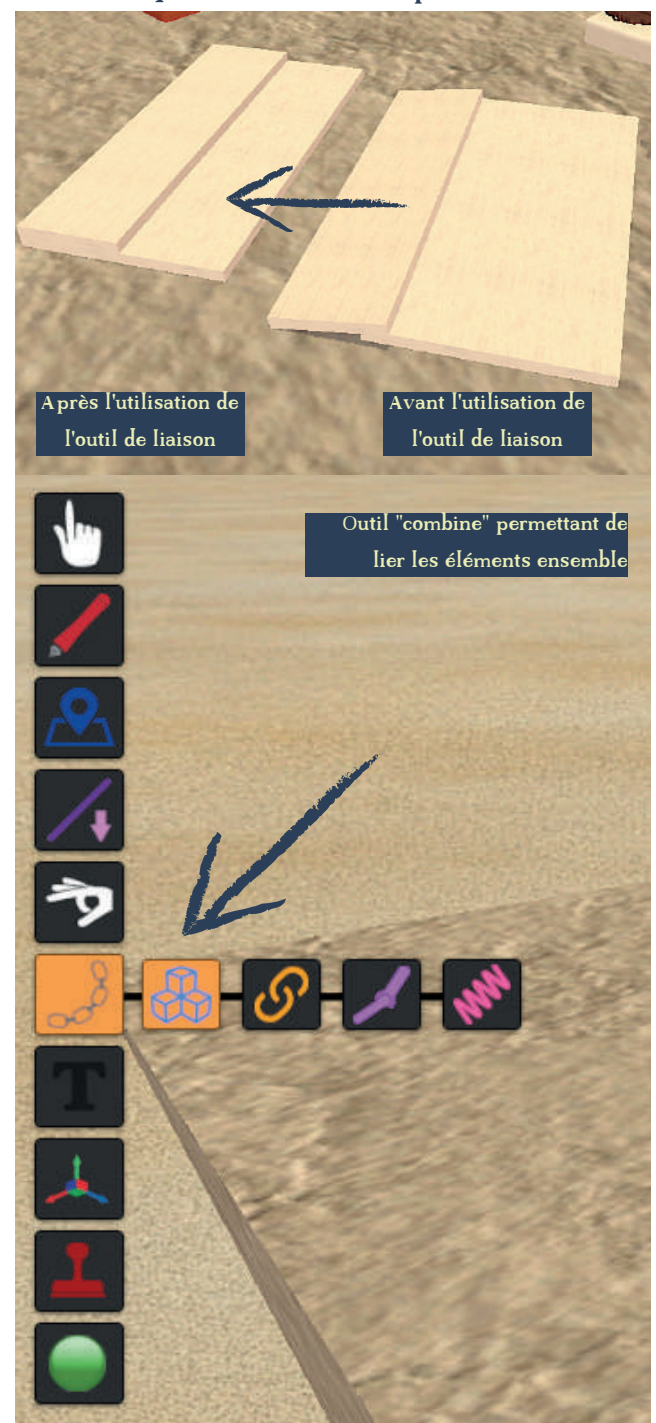 Après l'utilisation de
l'outil de liaison
Avant l'utilisation de
l'outil de liaison
Outil "combine" permettant de
lier les éléments ensemble
T